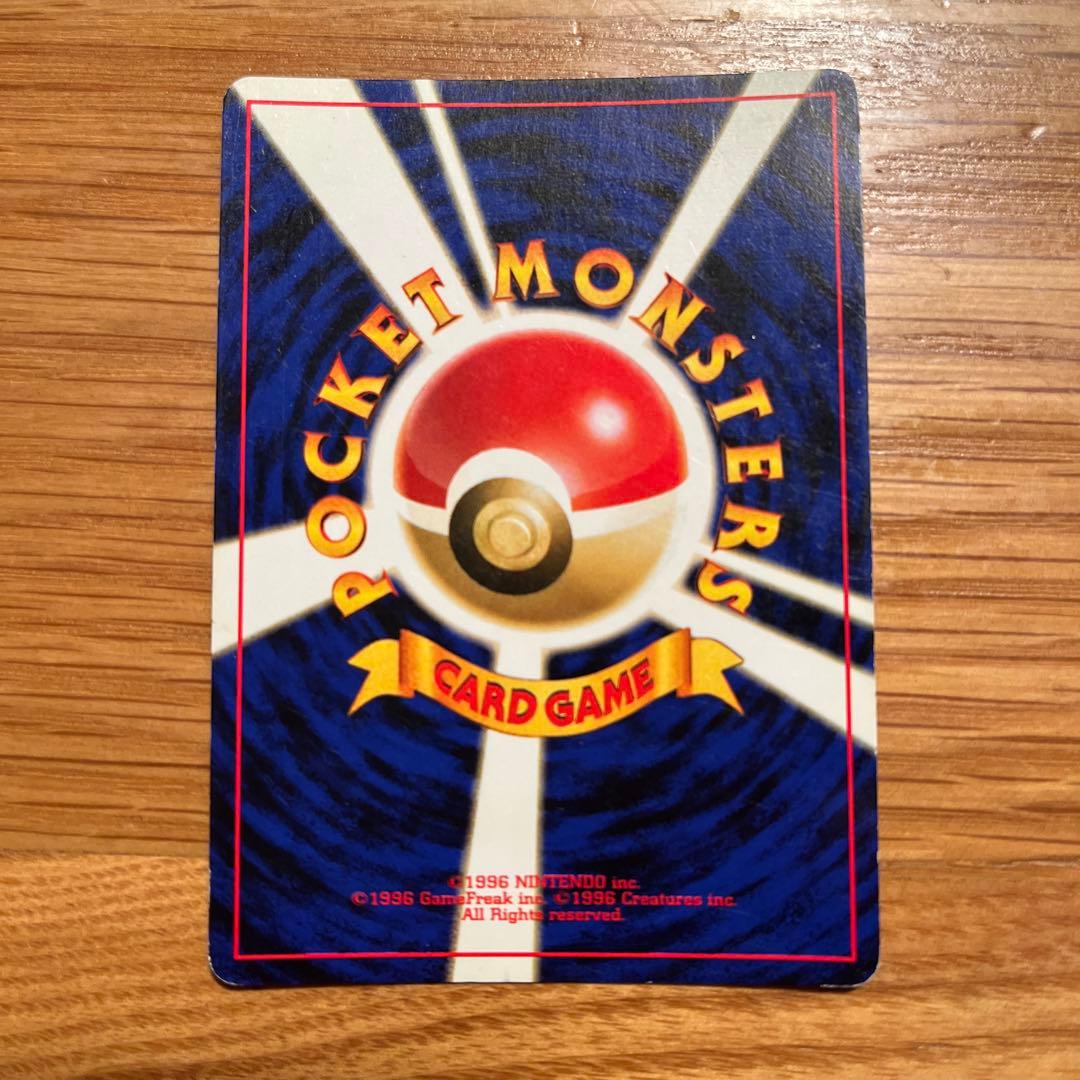 POCKET MONSTERS
CARD GAME
©1996 NINTENDO inc.
©1996 GameFreak inc. ©1996 Creatures inc.
All Rights reserved.